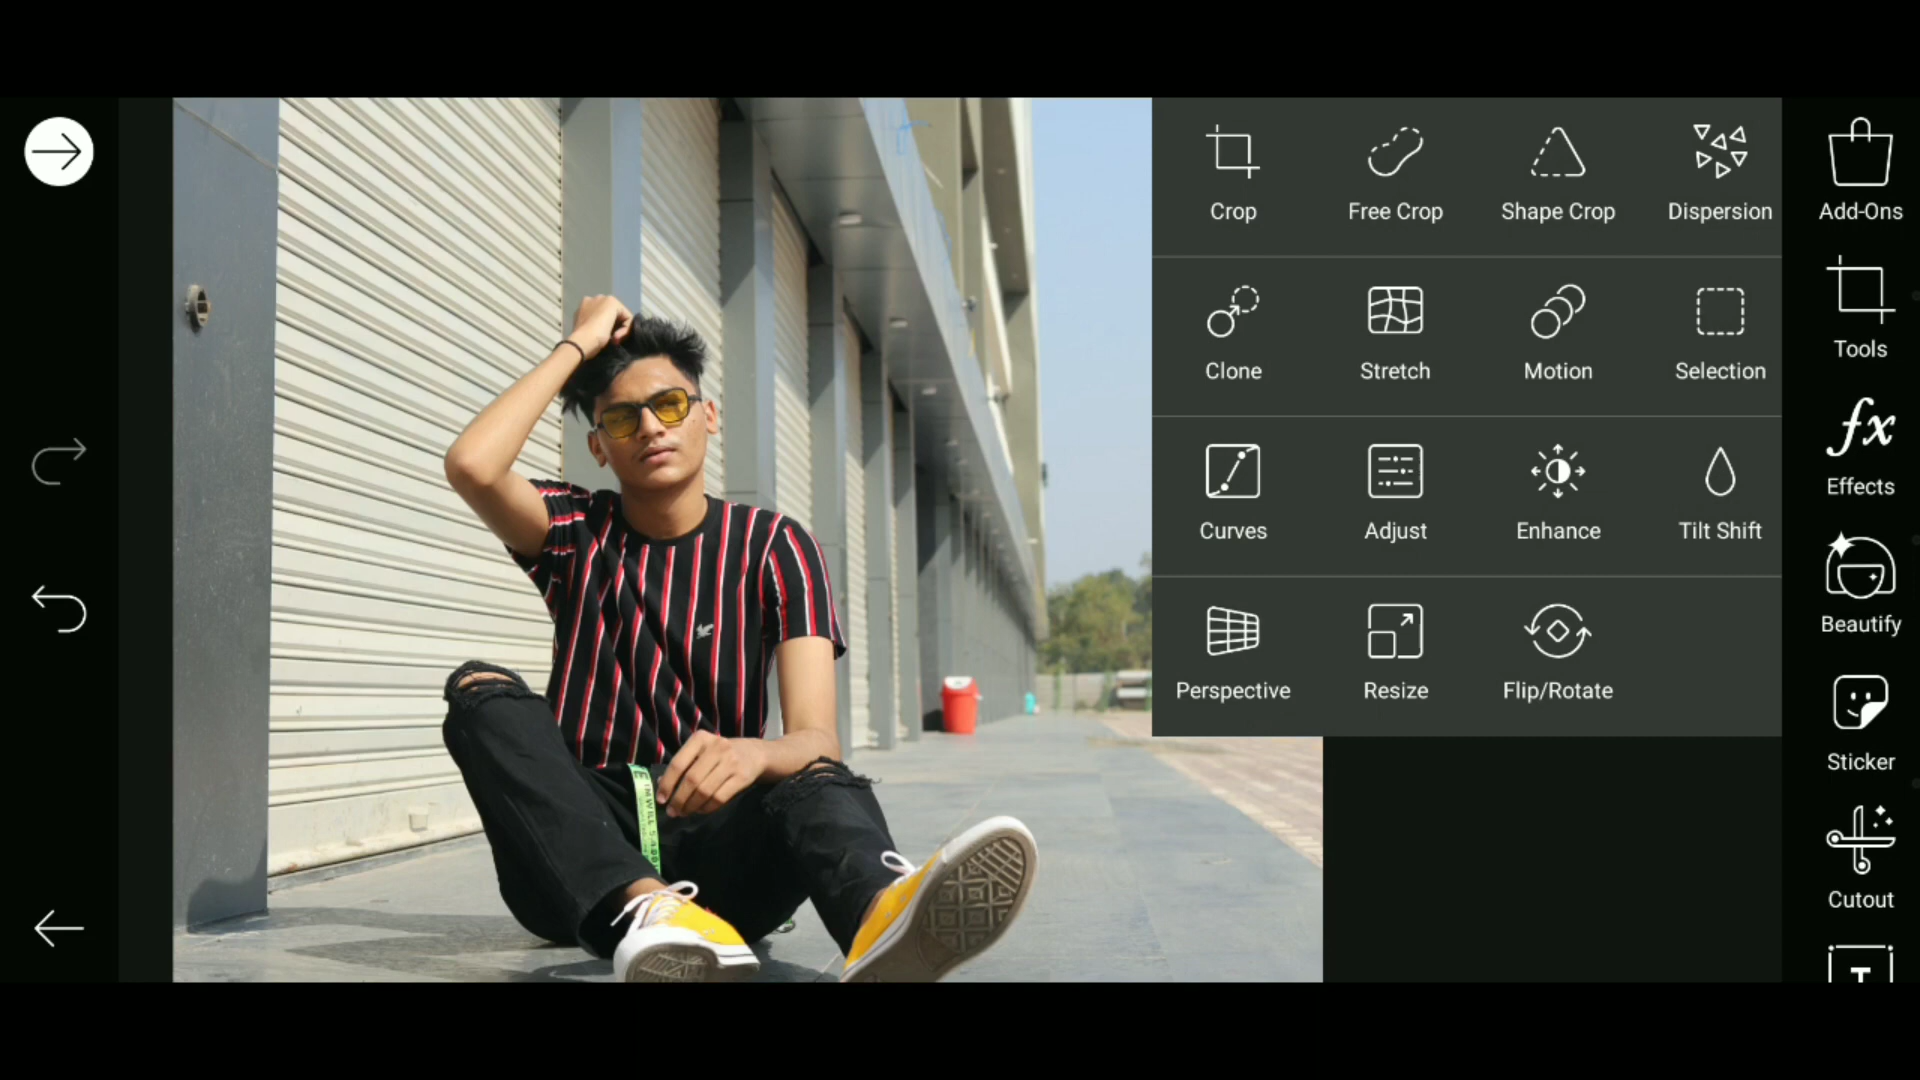 Crop Free Crop Shape Crop Dispersion
Clone Stretch Motion Selection
Curves Adjust Enhance Tilt Shift
Perspective Resize Flip/Rotate
Add-Ons
Tools
fx
Effects
Beautify
Sticker
Cutout
T